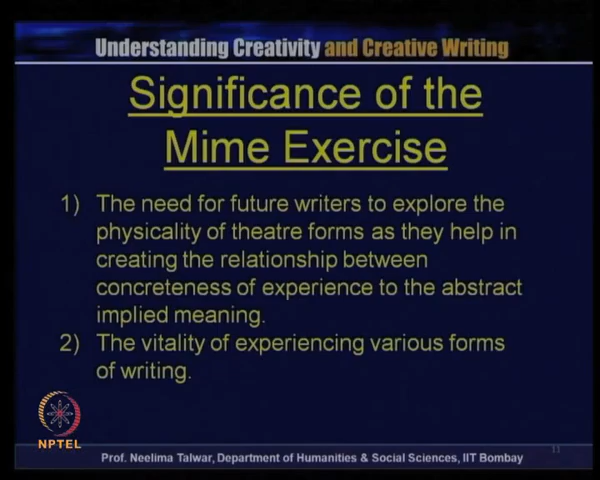 Understanding Creativity and Creative Writing
Significance of the
Mime Exercise
1) The need for future writers to explore the
physicality of theatre forms as they help in
creating the relationship between
concreteness of experience to the abstract
implied meaning.
2) The vitality of experiencing various forms
of writing.
NPTEL
11
Prof. Neelima Talwar, Department of Humanities & Social Sciences, IIT Bombay